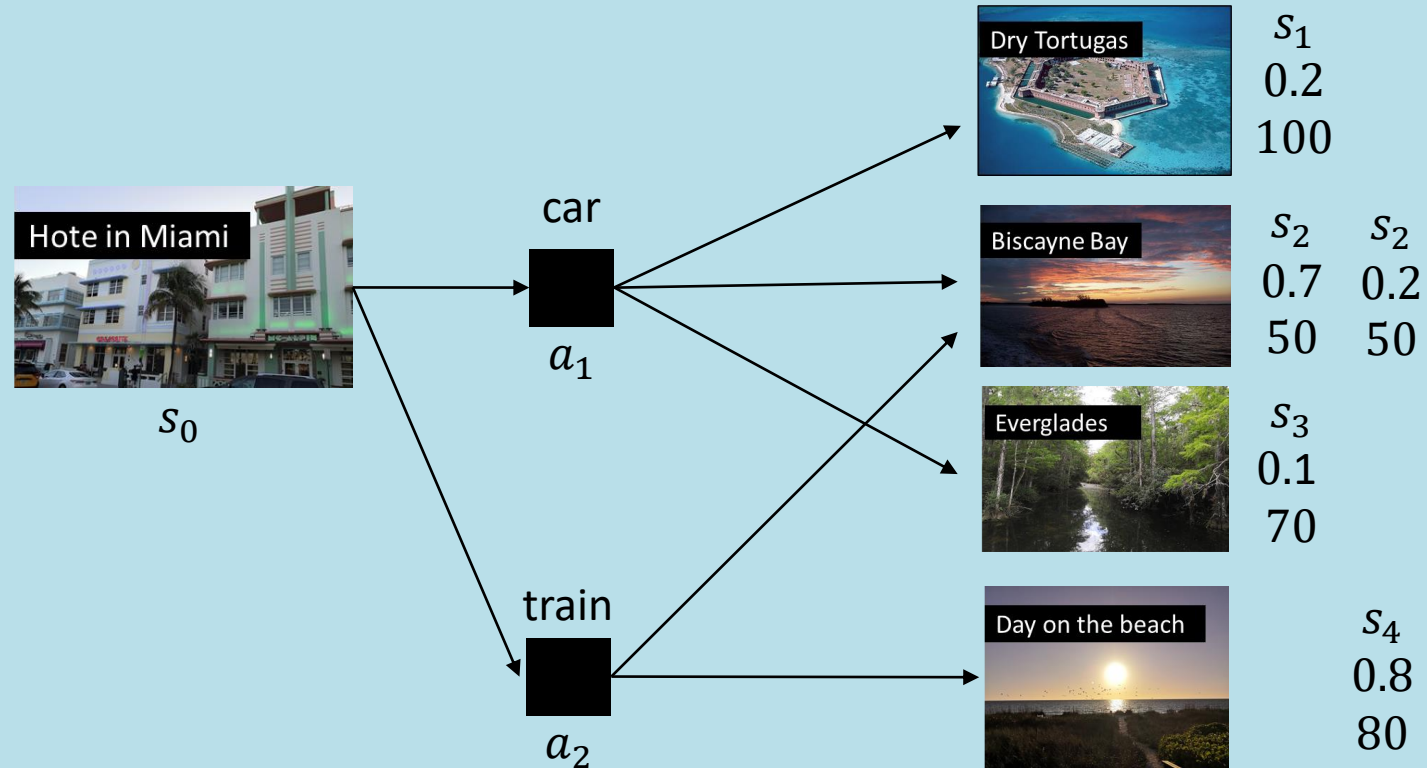 Dry Tortugas
s₁
0.2
100
Hote in Miami
s₀
car
a₁
Biscayne Bay
s₂ s₂
0.7 0.2
50 50
Everglades
s₃
0.1
70
train
a₂
Day on the beach
s₄
0.8
80